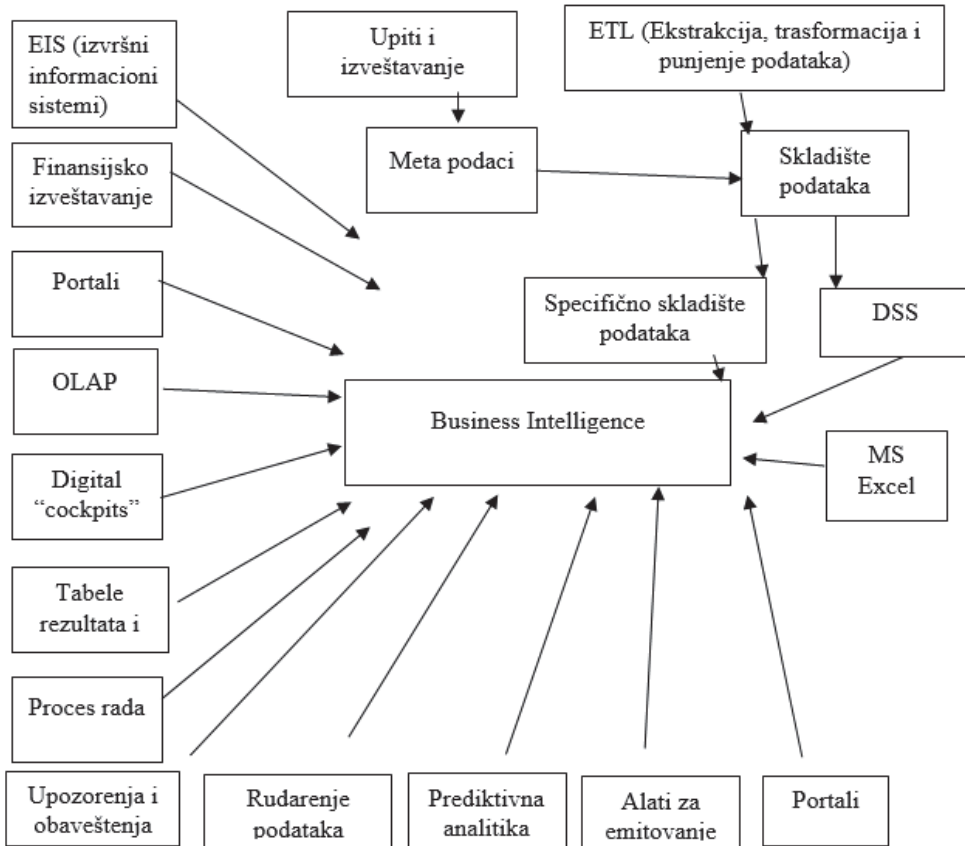 EIS (izvršni
informacioni
sistemi)
Upiti i
izveštavanje
ETL (Ekstrakcija, trasformacija i
punjenje podataka)
Finansijsko
izveštavanje
Meta podaci
Skladište
podataka
Portali
Specifično skladište
podataka
DSS
OLAP
Business Intelligence
Digital
“cockpits”
MS
Excel
Tabele
rezultata i
Proces rada
Upozorenja i
obaveštenja
Rudarenje
podataka
Prediktivna
analitika
Alati za
emitovanje
Portali